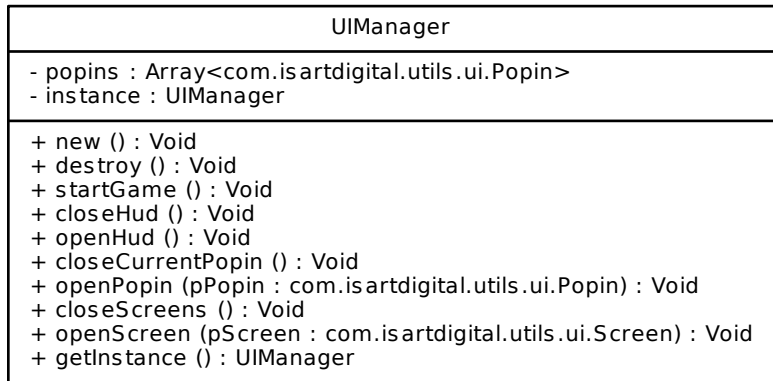 UIManager
- popins : Array<com.isartdigital.utils.ui.Popin>
- instance : UIManager
+ new () : Void
+ destroy () : Void
+ startGame () : Void
+ closeHud () : Void
+ openHud () : Void
+ closeCurrentPopin () : Void
+ openPopin (pPopin : com.isartdigital.utils.ui.Popin) : Void
+ closeScreens () : Void
+ openScreen (pScreen : com.isartdigital.utils.ui.Screen) : Void
+ getInstance () : UIManager